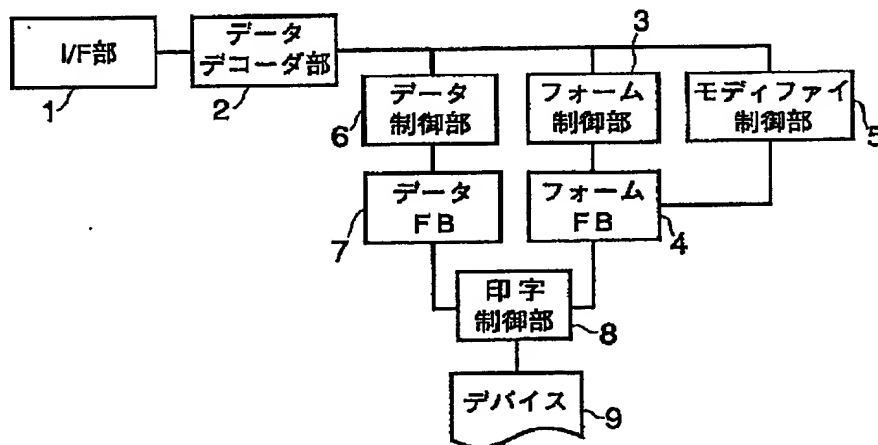 I/F部
1
データ
デコーダ部
2
3
データ
制御部
6
フォーム
制御部
モディファイ
制御部
5
データ
FB
7
フォーム
FB
4
印字
制御部
8
デバイス
9